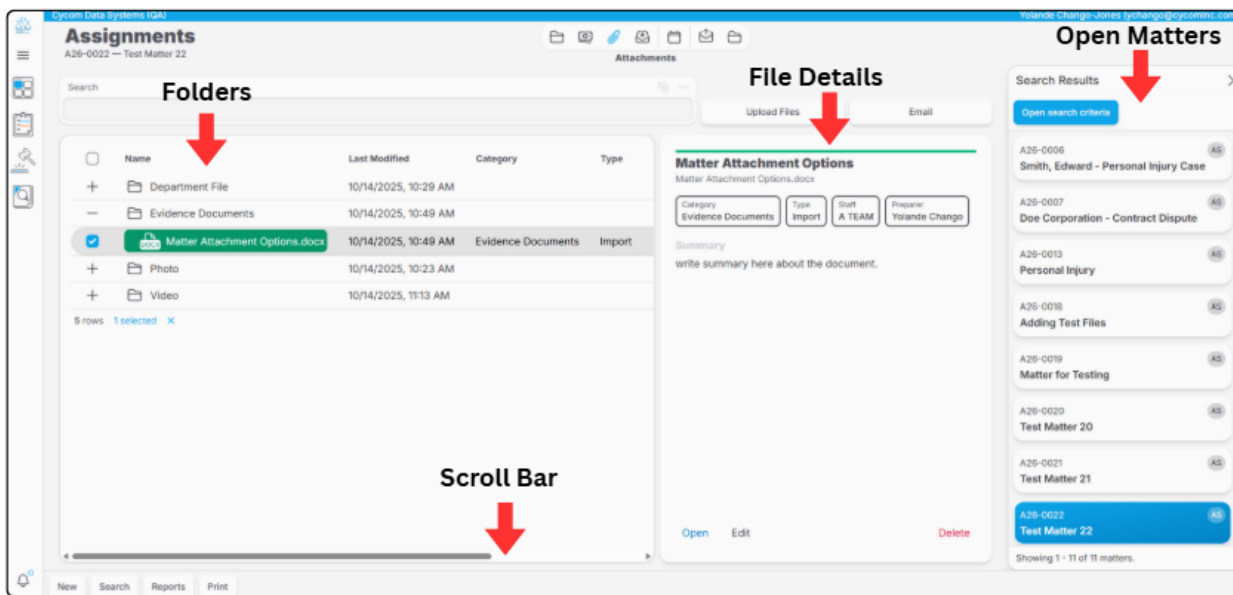 Cycom Data Systems (QA)
Yolande Chango-Jones (ychango@cycominc.com
Assignments
A26-0022 — Test Matter 22
Attachments
Open Matters
Search
Folders
File Details
Upload Files
Email
Search Results
Open search criteria
Name
Last Modified
Category
Type
Department File
10/14/2025, 10:29 AM
Evidence Documents
10/14/2025, 10:49 AM
DOCX
Matter Attachment Options.docx
10/14/2025, 10:49 AM
Evidence Documents
Import
Photo
10/14/2025, 10:23 AM
Video
10/14/2025, 11:13 AM
5 rows
1 selected
Matter Attachment Options
Matter Attachment Options.docx
Category
Evidence Documents
Type
Import
Staff
A TEAM
Preparer
Yolande Chango
Summary
write summary here about the document.
Scroll Bar
Open
Edit
Delete
A26-0006
AS
Smith, Edward - Personal Injury Case
A26-0007
AS
Doe Corporation - Contract Dispute
A26-0013
AS
Personal Injury
A26-0018
AS
Adding Test Files
A26-0019
AS
Matter for Testing
A26-0020
AS
Test Matter 20
A26-0021
AS
Test Matter 21
A26-0022
AS
Test Matter 22
Showing 1 - 11 of 11 matters.
New
Search
Reports
Print